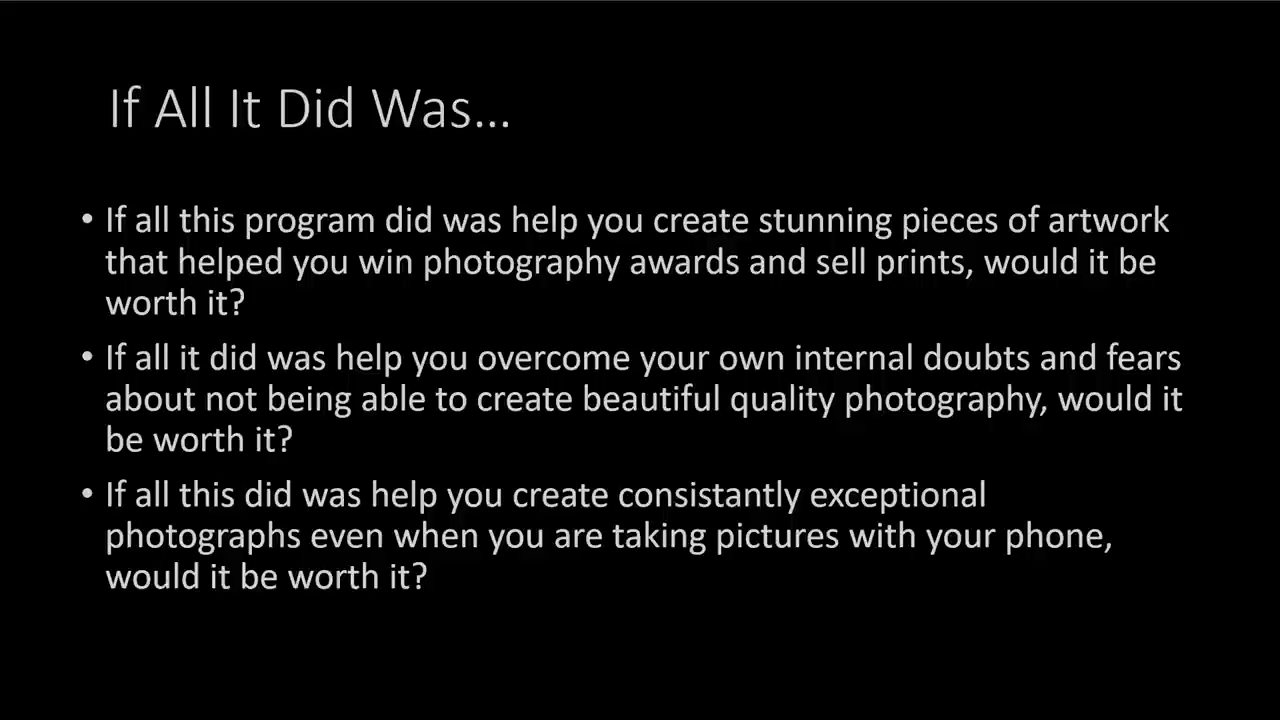 If All It Did Was...
• If all this program did was help you create stunning pieces of artwork
that helped you win photography awards and sell prints, would it be
worth it?
• If all it did was help you overcome your own internal doubts and fears
about not being able to create beautiful quality photography, would it
be worth it?
• If all this did was help you create consistantly exceptional
photographs even when you are taking pictures with your phone,
would it be worth it?